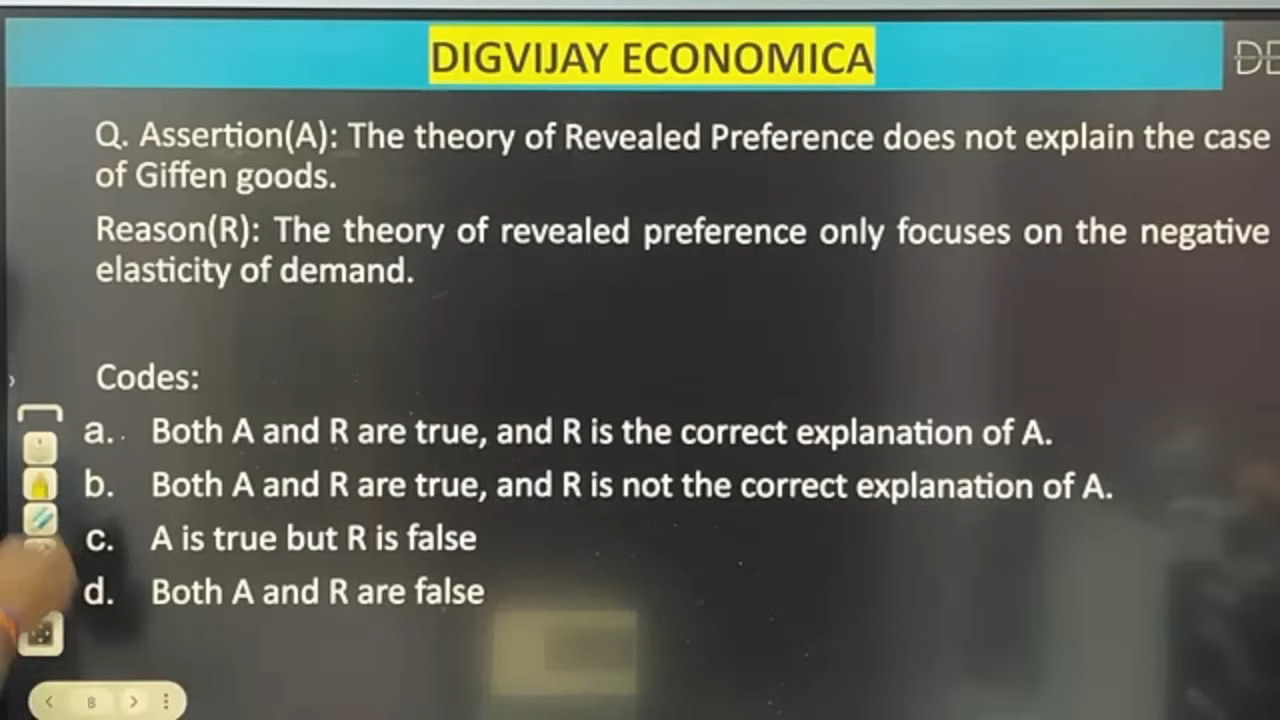 DIGVIJAY ECONOMICA
Q. Assertion(A): The theory of Revealed Preference does not explain the case
of Giffen goods.
Reason(R): The theory of revealed preference only focuses on the negative
elasticity of demand.
Codes:
a. Both A and R are true, and R is the correct explanation of A.
b. Both A and R are true, and R is not the correct explanation of A.
c. A is true but R is false
d. Both A and R are false
8